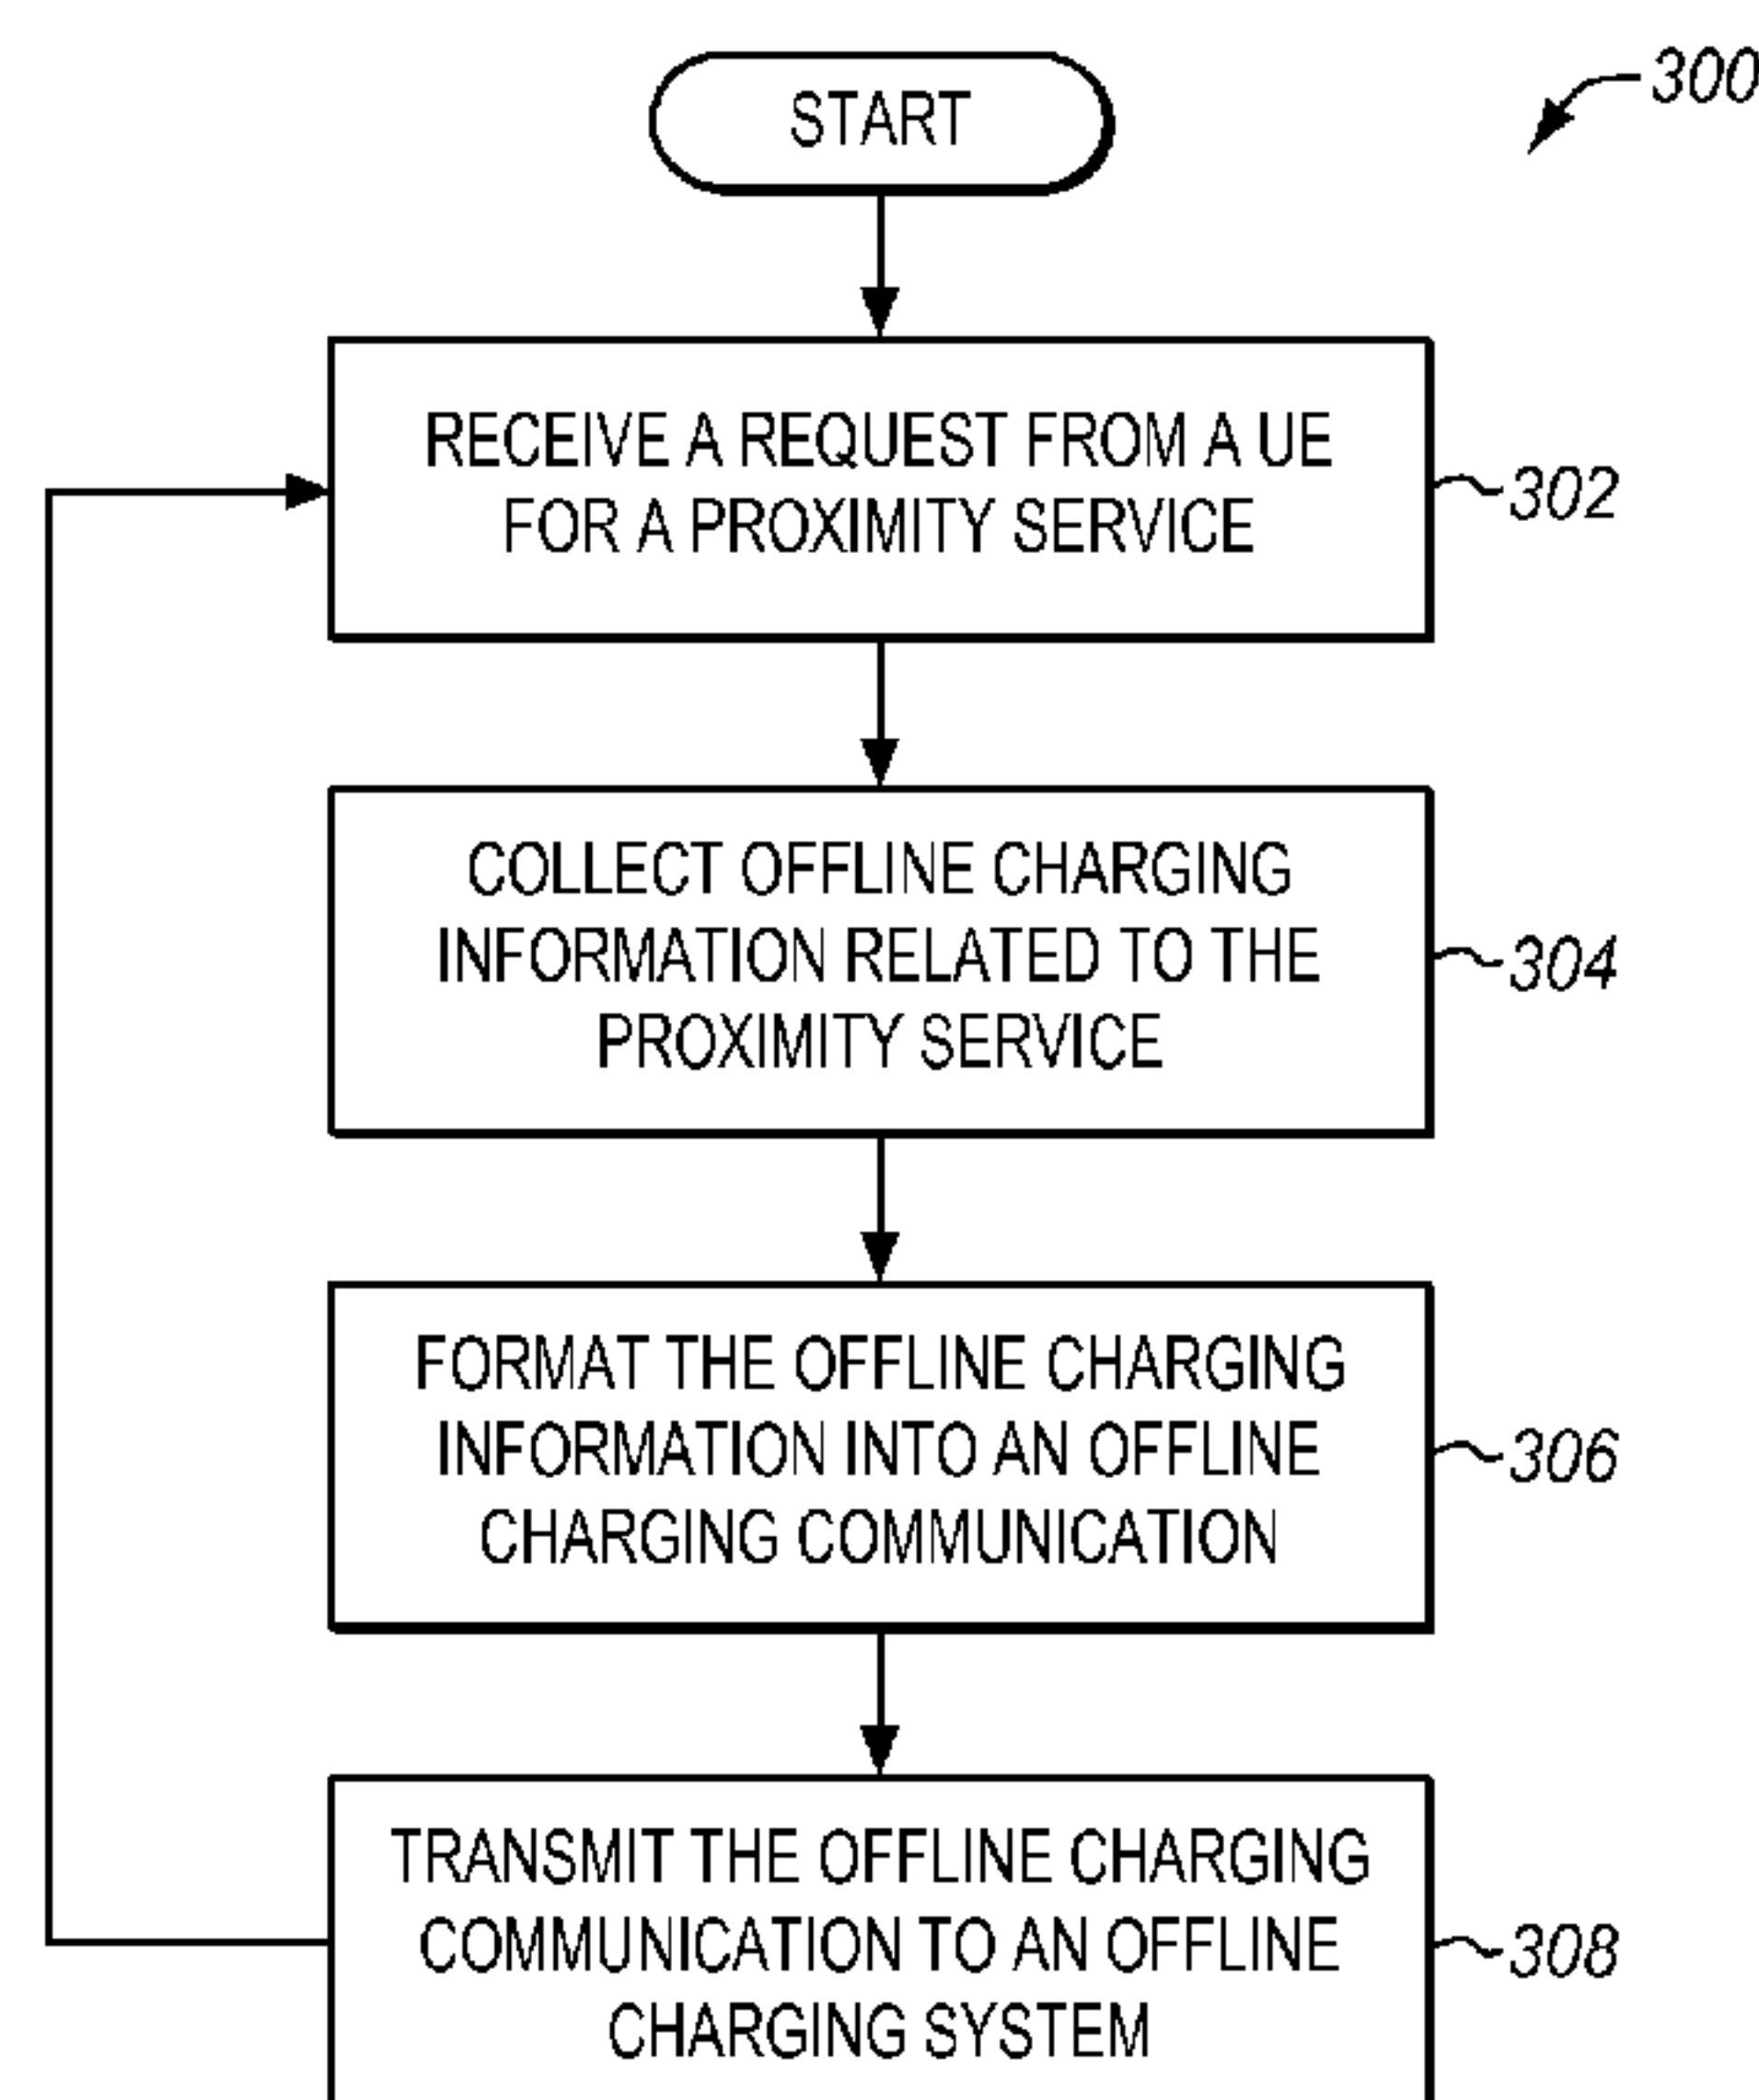 START
300
RECEIVE A REQUEST FROM A UE
FOR A PROXIMITY SERVICE
302
COLLECT OFFLINE CHARGING
INFORMATION RELATED TO THE
PROXIMITY SERVICE
304
FORMAT THE OFFLINE CHARGING
INFORMATION INTO AN OFFLINE
CHARGING COMMUNICATION
306
TRANSMIT THE OFFLINE CHARGING
COMMUNICATION TO AN OFFLINE
CHARGING SYSTEM
308